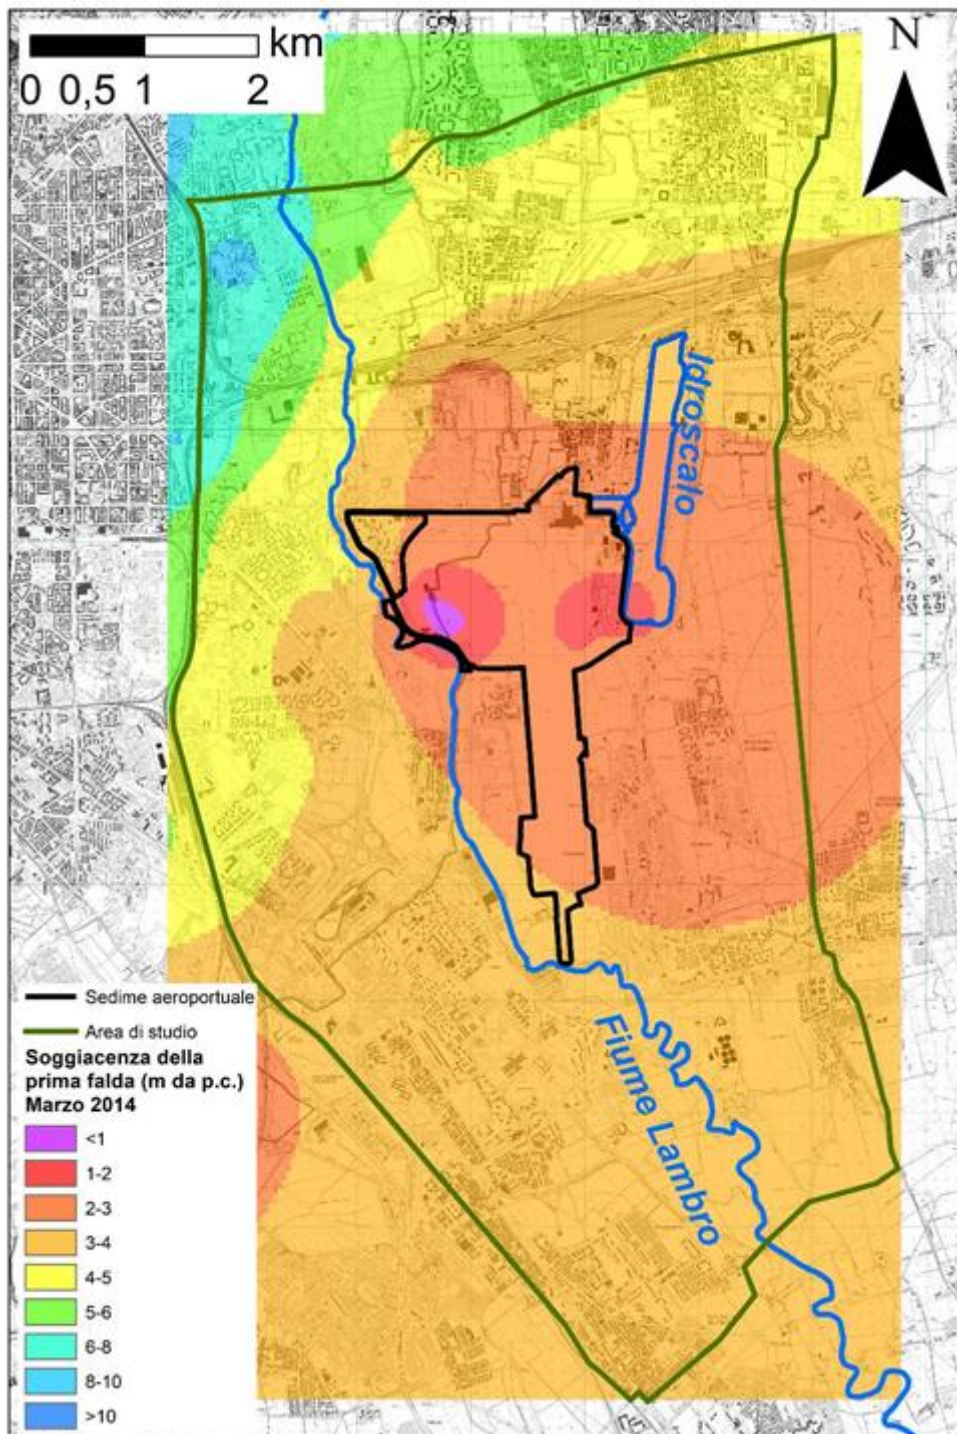 km
0 0,5 1 2
N
Idroscalo
Fiume Lambro
Sedime aeroportuale
Area di studio
Soggiacenza della
prima falda (m da p.c.)
Marzo 2014
<1
1-2
2-3
3-4
4-5
5-6
6-8
8-10
>10